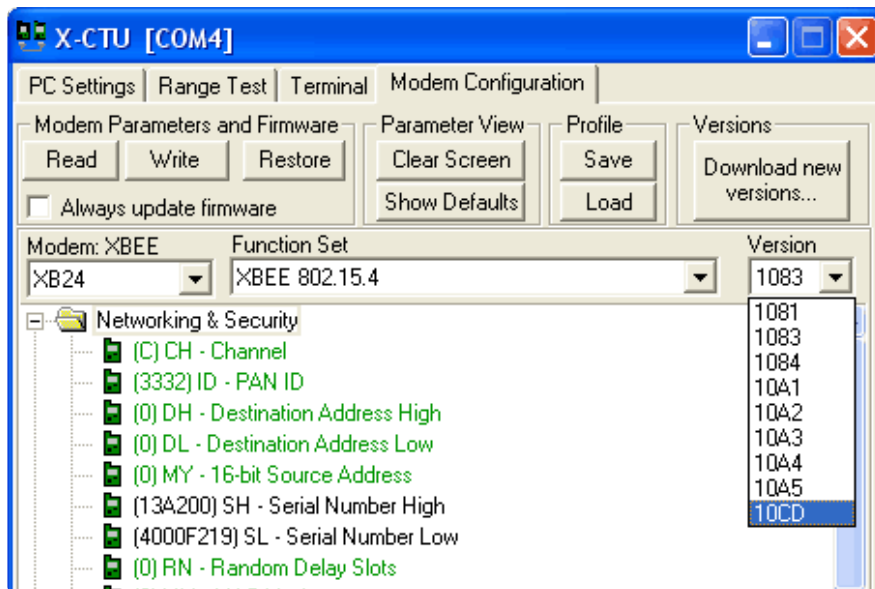 X-CTU [COM4]
PC Settings Range Test Terminal Modem Configuration
Modem Parameters and Firmware Parameter View Profile Versions
Read Write Restore Clear Screen Save Download new versions...
Always update firmware Show Defaults Load
Modem: XBEE Function Set Version
XB24 XBEE 802.15.4 1083
Networking & Security 1081
1083
(C) CH - Channel 1084
(3332) ID - PAN ID 10A1
(0) DH - Destination Address High 10A2
10A3
(0) DL - Destination Address Low 10A4
(0) MY - 16-bit Source Address 10A5
(13A200) SH - Serial Number High 10CD
(4000F219) SL - Serial Number Low
(0) RN - Random Delay Slots